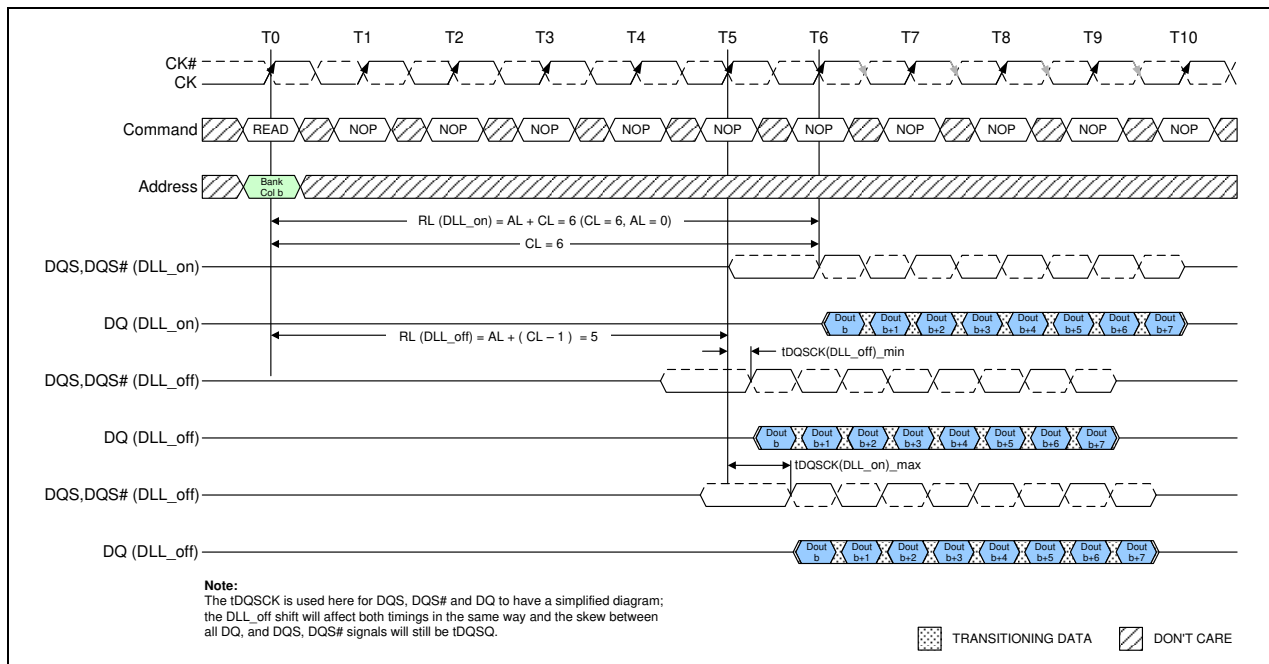 T0 T1 T2 T3 T4 T5 T6 T7 T8 T9 T10
CK#
CK
Command READ NOP NOP NOP NOP NOP NOP NOP NOP NOP NOP
Address Bank
Col b
RL (DLL_on) = AL + CL = 6 (CL = 6, AL = 0)
CL = 6
DQS,DQS# (DLL_on)
DQ (DLL_on) Dout b Dout b+1 Dout b+2 Dout b+3 Dout b+4 Dout b+5 Dout b+6 Dout b+7
RL (DLL_off) = AL + ( CL – 1 ) = 5
tDQSCK(DLL_off)_min
DQS,DQS# (DLL_off)
DQ (DLL_off) Dout b Dout b+1 Dout b+2 Dout b+3 Dout b+4 Dout b+5 Dout b+6 Dout b+7
tDQSCK(DLL_on)_max
DQS,DQS# (DLL_off)
DQ (DLL_off) Dout b Dout b+1 Dout b+2 Dout b+3 Dout b+4 Dout b+5 Dout b+6 Dout b+7
Note:
The tDQSCK is used here for DQS, DQS# and DQ to have a simplified diagram;
the DLL_off shift will affect both timings in the same way and the skew between
all DQ, and DQS, DQS# signals will still be tDQSQ.
TRANSITIONING DATA DON'T CARE